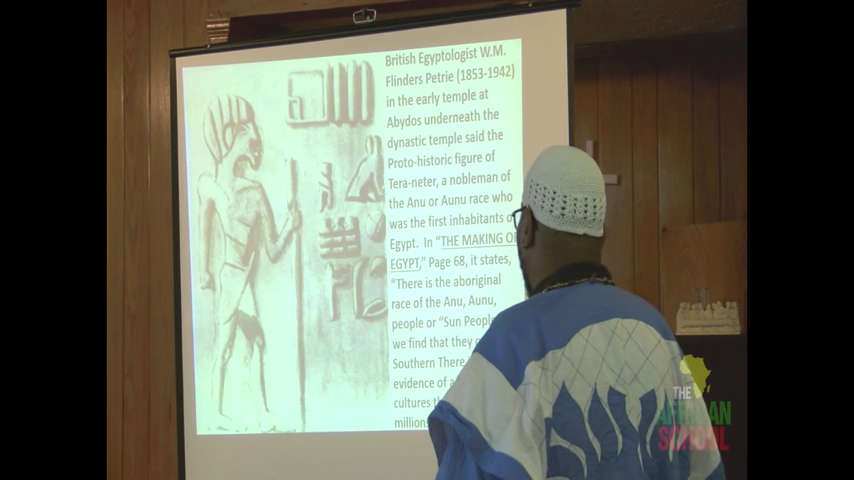 British Egyptologist W.M.
Flinders Petrie (1853-1942)
in the early temple at
Abydos underneath the
dynastic temple said the
Proto-historic figure of
Tera-neter, a nobleman of
the Anu or Aunu race who
was the first inhabitants
Egypt. In “THE MAKING
EGYPT,” Page 68, it states,
“There is the aboriginal
race of the Anu, Aunu,
people or “Sun
we find that they
Southern There
evidence of
cultures
millions
THE
AFRICAN
SCHOOL